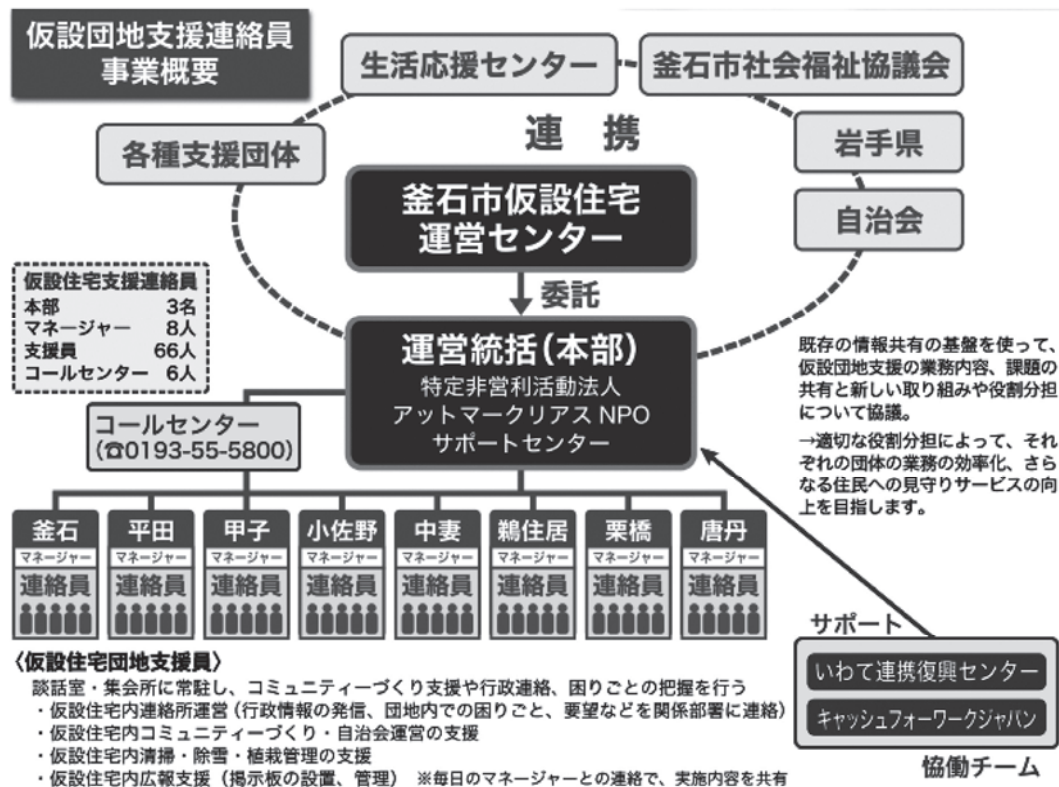 仮設団地支援連絡員
事業概要
生活応援センター
釜石市社会福祉協議会
各種支援団体
連 携
岩手県
自治会
釜石市仮設住宅
運営センター
委託
仮設住宅支援連絡員
本部 3名
マネージャー 8人
支援員 66人
コールセンター 6人
運営統括(本部)
特定非営利活動法人
アットマークリアス NPO
サポートセンター
コールセンター
(☎0193-55-5800)
既存の情報共有の基盤を使って、
仮設団地支援の業務内容、課題の
共有と新しい取り組みや役割分担
について協議。
→適切な役割分担によって、それ
ぞれの団体の業務の効率化、さら
なる住民への見守りサービスの向
上を目指します。
釜石 平田 甲子 小佐野 中妻 鵜住居 栗橋 唐丹
マネージャー マネージャー マネージャー マネージャー マネージャー マネージャー マネージャー マネージャー
連絡員 連絡員 連絡員 連絡員 連絡員 連絡員 連絡員 連絡員
サポート
いわて連携復興センター
キャッシュフォーワークジャパン
協働チーム
〈仮設住宅団地支援員〉
談話室・集会所に常駐し、コミュニティーづくり支援や行政連絡、困りごとの把握を行う
・仮設住宅内連絡所運営(行政情報の発信、団地内での困りごと、要望などを関係部署に連絡)
・仮設住宅内コミュニティーづくり・自治会運営の支援
・仮設住宅内清掃・除雪・植栽管理の支援
・仮設住宅内広報支援(掲示板の設置、管理) ※毎日のマネージャーとの連絡で、実施内容を共有